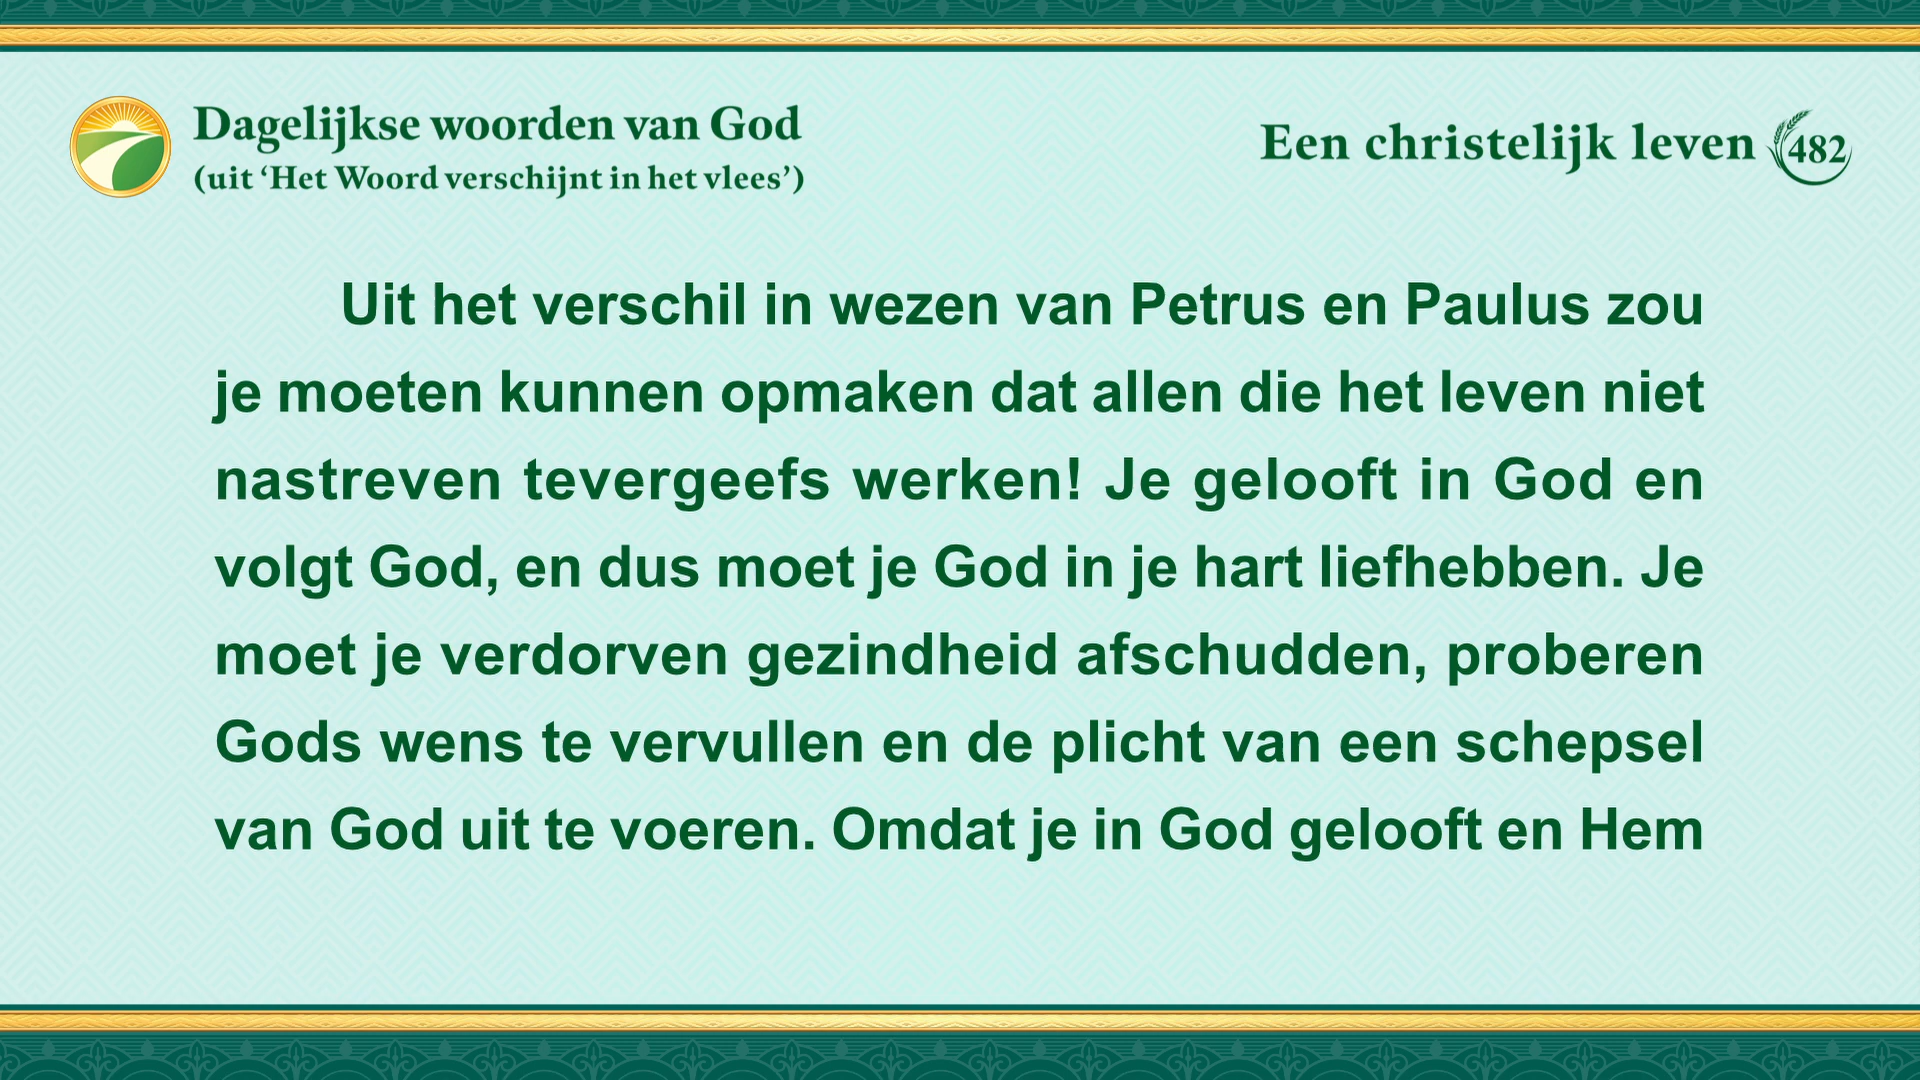 Dagelijkse woorden van God
(uit ‘Het Woord verschijnt in het vlees’)
Een christelijk leven 482
Uit het verschil in wezen van Petrus en Paulus zou
je moeten kunnen opmaken dat allen die het leven niet
nastreven tevergeefs werken! Je gelooft in God en
volgt God, en dus moet je God in je hart liefhebben. Je
moet je verdorven gezindheid afschudden, proberen
Gods wens te vervullen en de plicht van een schepsel
van God uit te voeren. Omdat je in God gelooft en Hem